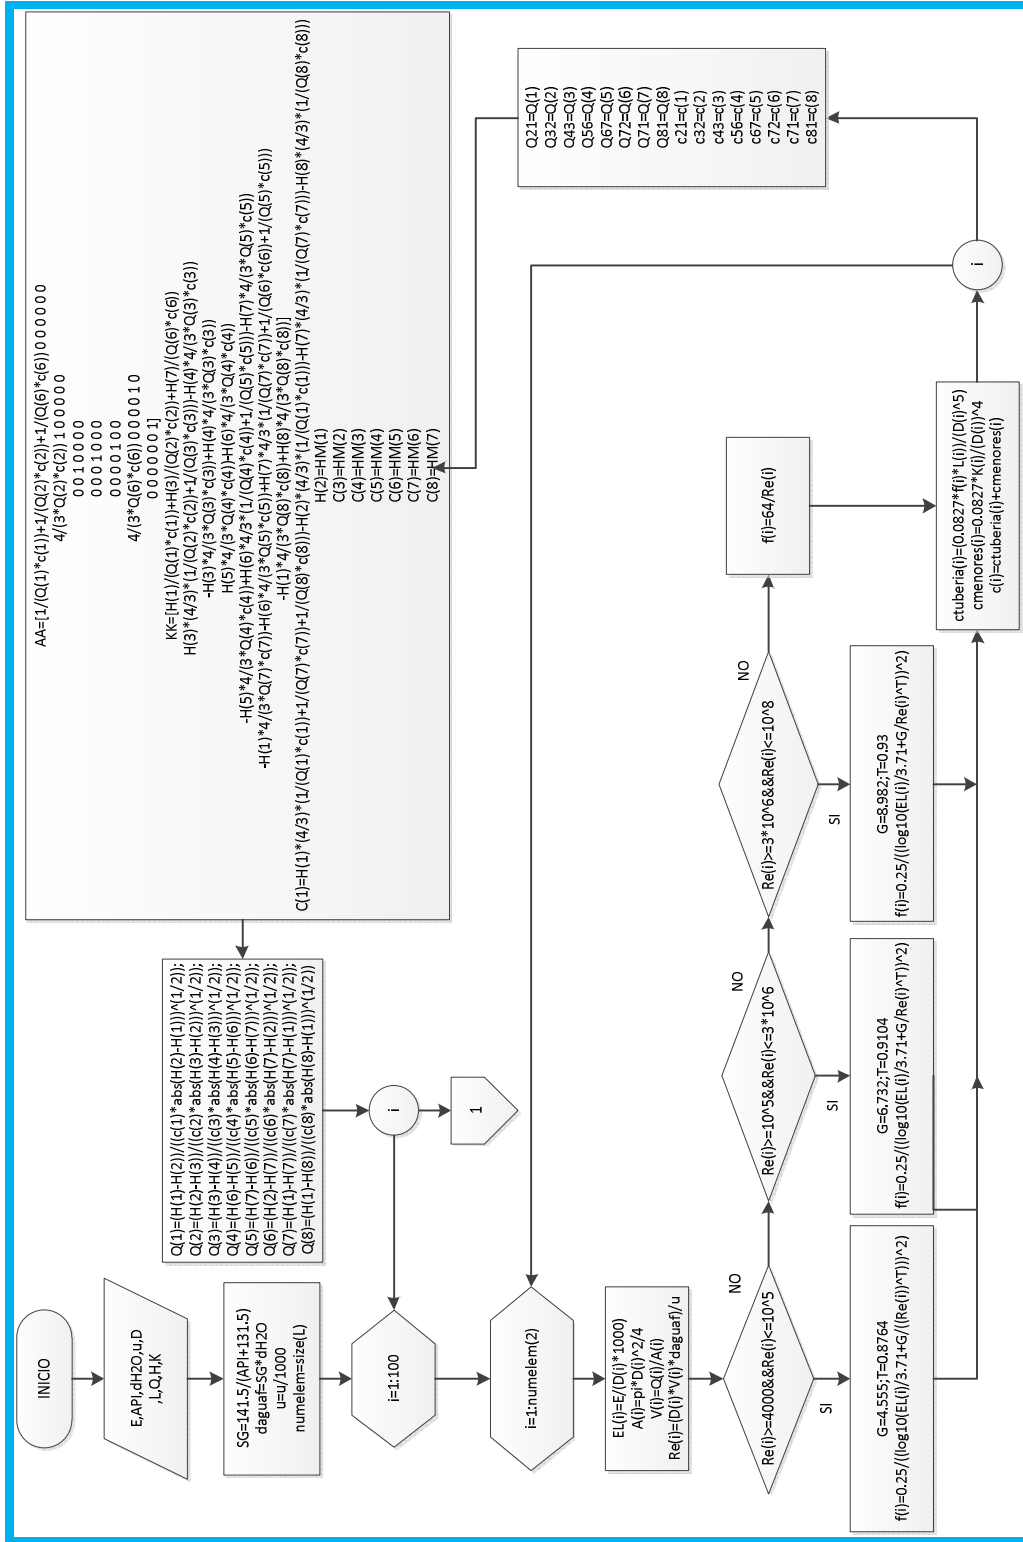 INICIO
E,API,dH2O,u,D
,L,Q,H,K
SG=141.5/(API+131.5)
daguaf=SG*dH2O
u=u/1000
numelem=size(L)
i=1:100
i=1:numelem(2)
EL(i)=E/(D(i)*1000)
A(i)=pi*D(i)^2/4
V(i)=Q(i)/A(i)
Re(i)=(D(i)*V(i)*daguaf)/u
Re(i)>=4000&&Re(i)<=10^5
NO
SI
G=4.555;T=0.8764
f(i)=0.25/((log10(EL(i)/3.71+G/((Re(i))^T)))^2)
Re(i)>=10^5&&Re(i)<=3*10^6
NO
SI
G=6.732;T=0.9104
f(i)=0.25/((log10(EL(i)/3.71+G/Re(i)^T))^2)
Re(i)>=3*10^6&&Re(i)<=10^8
NO
SI
G=8.982;T=0.93
f(i)=0.25/((log10(EL(i)/3.71+G/Re(i)^T))^2)
f(i)=64/Re(i)
ctuberia(i)=(0.0827*f(i)*L(i))/(D(i)^5)
cmenores(i)=0.0827*K(i)/(D(i))^4
c(i)=ctuberia(i)+cmenores(i)
i
Q21=Q(1)
Q32=Q(2)
Q43=Q(3)
Q56=Q(4)
Q67=Q(5)
Q72=Q(6)
Q71=Q(7)
Q81=Q(8)
c21=c(1)
c32=c(2)
c43=c(3)
c56=c(4)
c67=c(5)
c72=c(6)
c71=c(7)
c81=c(8)
AA=[1/(Q(1)*c(1))+1/(Q(2)*c(2))+1/(Q(6)*c(6)) 0 0 0 0 0 0
4/(3*Q(2)*c(2)) 1 0 0 0 0 0
0 0 1 0 0 0 0
0 0 0 1 0 0 0
0 0 0 0 1 0 0
4/(3*Q(6)*c(6)) 0 0 0 0 1 0
0 0 0 0 0 0 1]
KK=[H(1)/(Q(1)*c(1))+H(3)/(Q(2)*c(2))+H(7)/(Q(6)*c(6))
H(3)*(4/3)*(1/(Q(2)*c(2))+1/(Q(3)*c(3)))-H(4)*4/(3*Q(3)*c(3))
-H(3)*4/(3*Q(3)*c(3))+H(4)*4/(3*Q(3)*c(3))
H(5)*4/(3*Q(4)*c(4))-H(6)*4/(3*Q(4)*c(4))
-H(5)*4/(3*Q(4)*c(4))+H(6)*4/3*(1/(Q(4)*c(4))+1/(Q(5)*c(5)))-H(7)*4/(3*Q(5)*c(5))
-H(1)*4/(3*Q(7)*c(7))-H(6)*4/(3*Q(5)*c(5))+H(7)*4/3*(1/(Q(7)*c(7))+1/(Q(6)*c(6))+1/(Q(5)*c(5)))
-H(1)*4/(3*Q(8)*c(8))+H(8)*4/(3*Q(8)*c(8))]
C(1)=H(1)*(4/3)*(1/(Q(1)*c(1))+1/(Q(7)*c(7))+1/(Q(8)*c(8)))-H(2)*(4/3)*(1/(Q(1)*c(1)))-H(7)*(4/3)*(1/(Q(7)*c(7)))-H(8)*(4/3)*(1/(Q(8)*c(8)))
H(2)=HM(1)
C(3)=HM(2)
C(4)=HM(3)
C(5)=HM(4)
C(6)=HM(5)
C(7)=HM(6)
C(8)=HM(7)
Q(1)=(H(1)-H(2))/((c(1)*abs(H(2)-H(1)))^(1/2));
Q(2)=(H(2)-H(3))/((c(2)*abs(H(3)-H(2)))^(1/2));
Q(3)=(H(3)-H(4))/((c(3)*abs(H(4)-H(3)))^(1/2));
Q(4)=(H(6)-H(5))/((c(4)*abs(H(5)-H(6)))^(1/2));
Q(5)=(H(7)-H(6))/((c(5)*abs(H(6)-H(7)))^(1/2));
Q(6)=(H(2)-H(7))/((c(6)*abs(H(7)-H(2)))^(1/2));
Q(7)=(H(1)-H(7))/((c(7)*abs(H(7)-H(1)))^(1/2));
Q(8)=(H(1)-H(8))/((c(8)*abs(H(8)-H(1)))^(1/2))
i
1